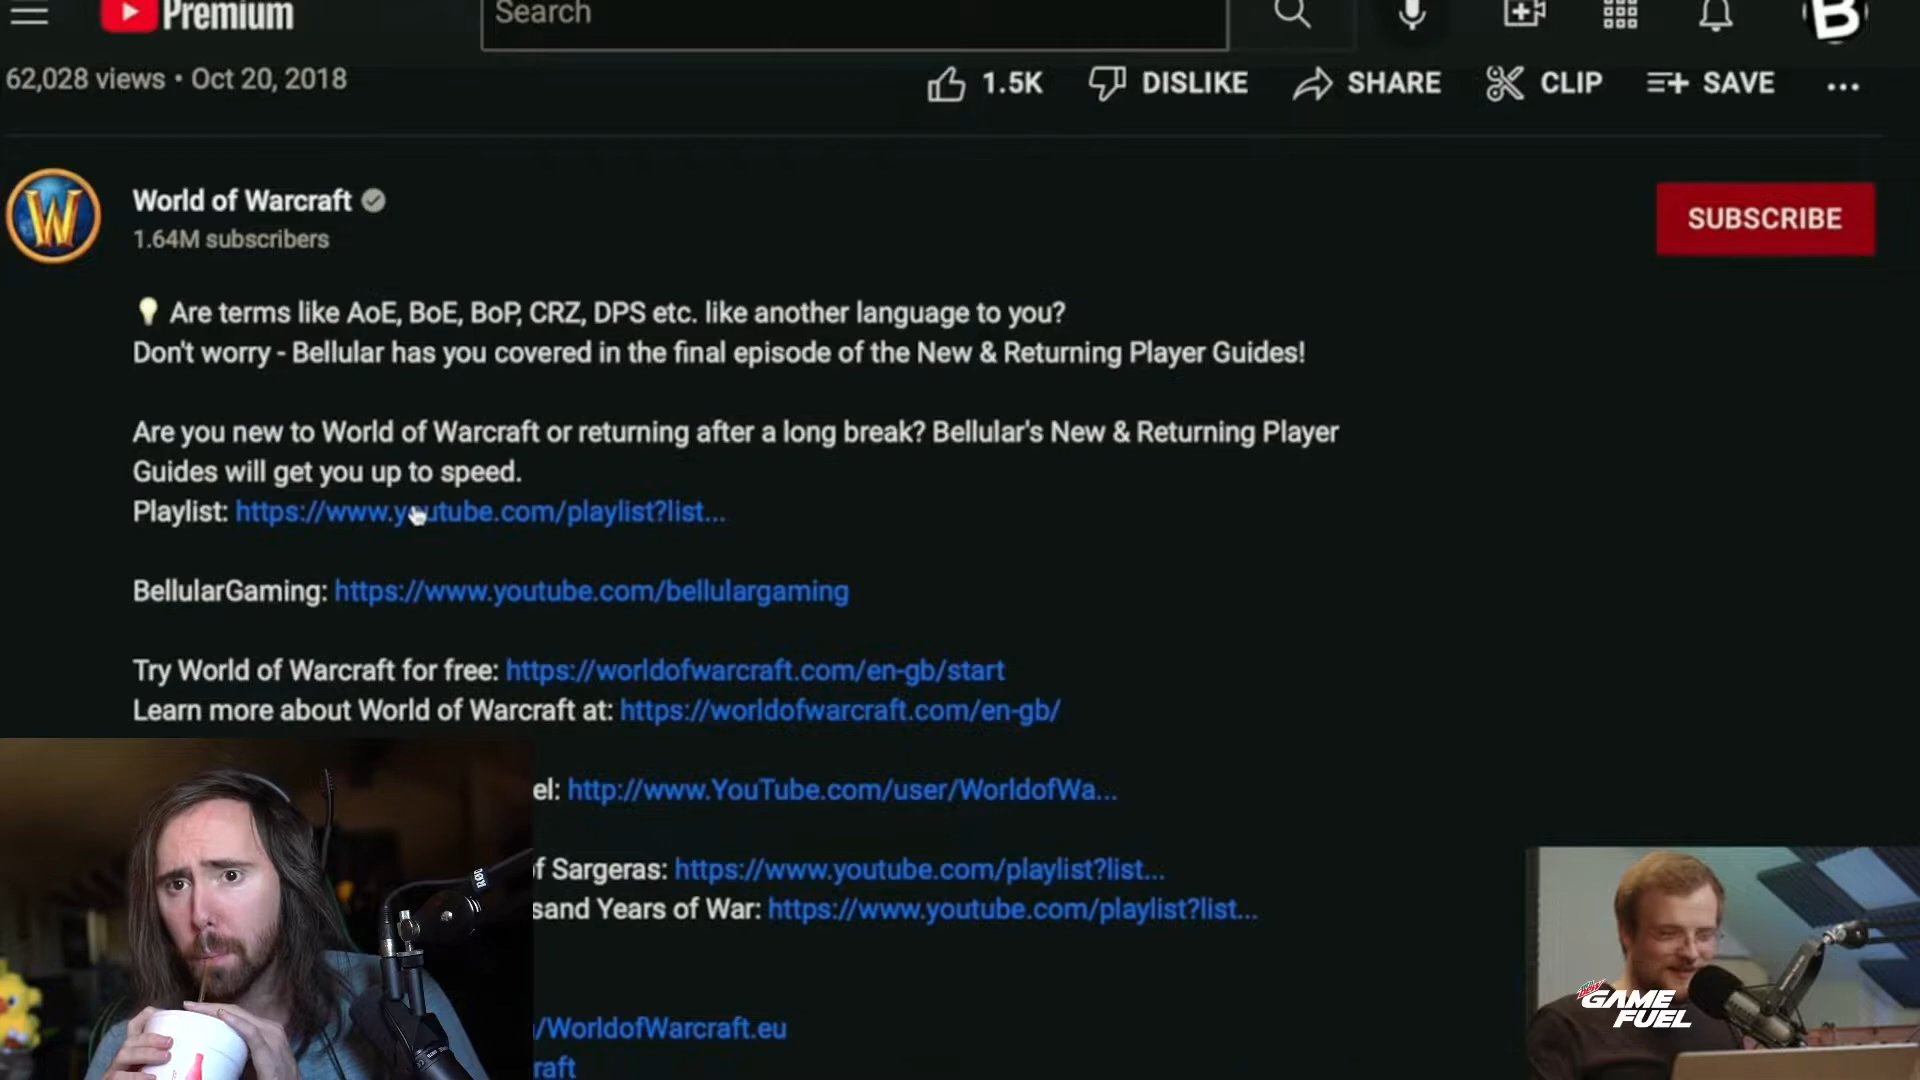 Premium
Search
B
62,028 views • Oct 20, 2018
1.5K DISLIKE SHARE CLIP SAVE ...
W
World of Warcraft
1.64M subscribers
SUBSCRIBE
Are terms like AoE, BoE, BoP, CRZ, DPS etc. like another language to you?
Don't worry - Bellular has you covered in the final episode of the New & Returning Player Guides!
Are you new to World of Warcraft or returning after a long break? Bellular's New & Returning Player
Guides will get you up to speed.
Playlist: https://www.youtube.com/playlist?list...
BellularGaming: https://www.youtube.com/bellulargaming
Try World of Warcraft for free: https://worldofwarcraft.com/en-gb/start
Learn more about World of Warcraft at: https://worldofwarcraft.com/en-gb/
el: http://www.YouTube.com/user/WorldofWa...
of Sargeras: https://www.youtube.com/playlist?list...
sand Years of War: https://www.youtube.com/playlist?list...
/WorldofWarcraft.eu
raft
GAME
FUEL